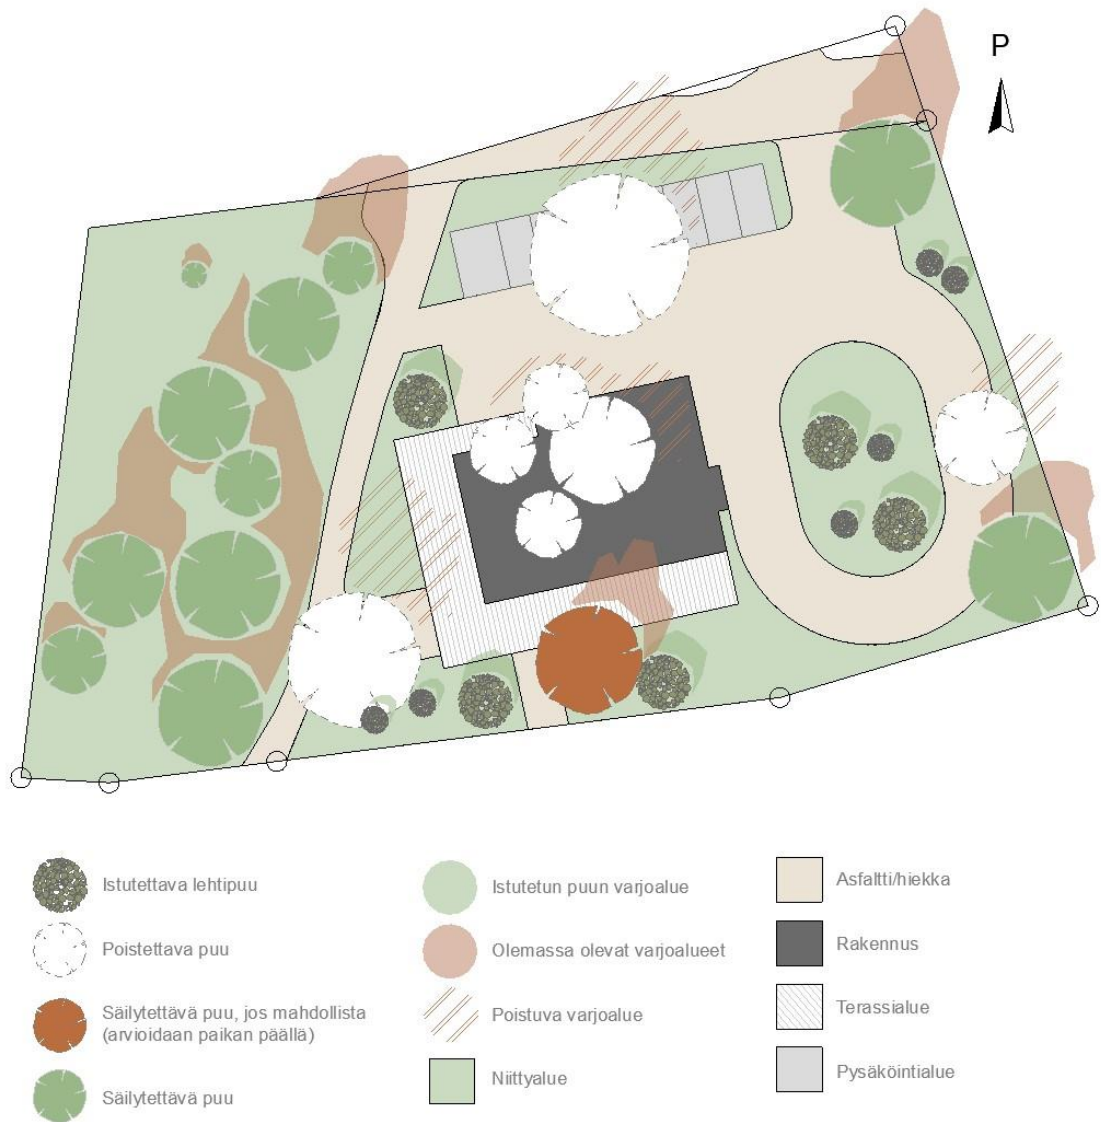 P
Istutettava lehtipuu
Poistettava puu
Säilytettävä puu, jos mahdollista
(arvioidaan paikan päällä)
Säilytettävä puu
Istutetun puun varjoalue
Olemassa olevat varjoalueet
Poistuva varjoalue
Niittyalue
Asfaltti/hiekka
Rakennus
Terassialue
Pysäköintialue